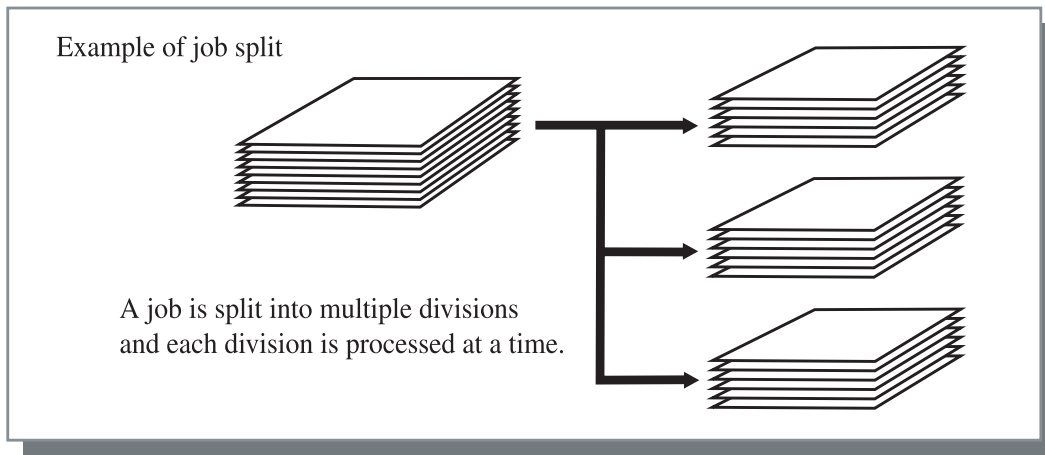 Example of job split
A job is split into multiple divisions
and each division is processed at a time.